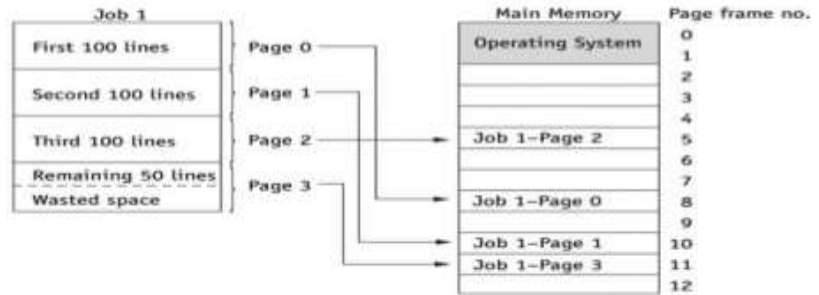 Job 1
Main Memory
Page frame no.
First 100 lines
Page 0
Second 100 lines
Page 1
Third 100 lines
Page 2
Remaining 50 lines
Wasted space
Page 3
Operating System
Job 1–Page 2
Job 1–Page 0
Job 1–Page 1
Job 1–Page 3
0
1
2
3
4
5
6
7
8
9
10
11
12